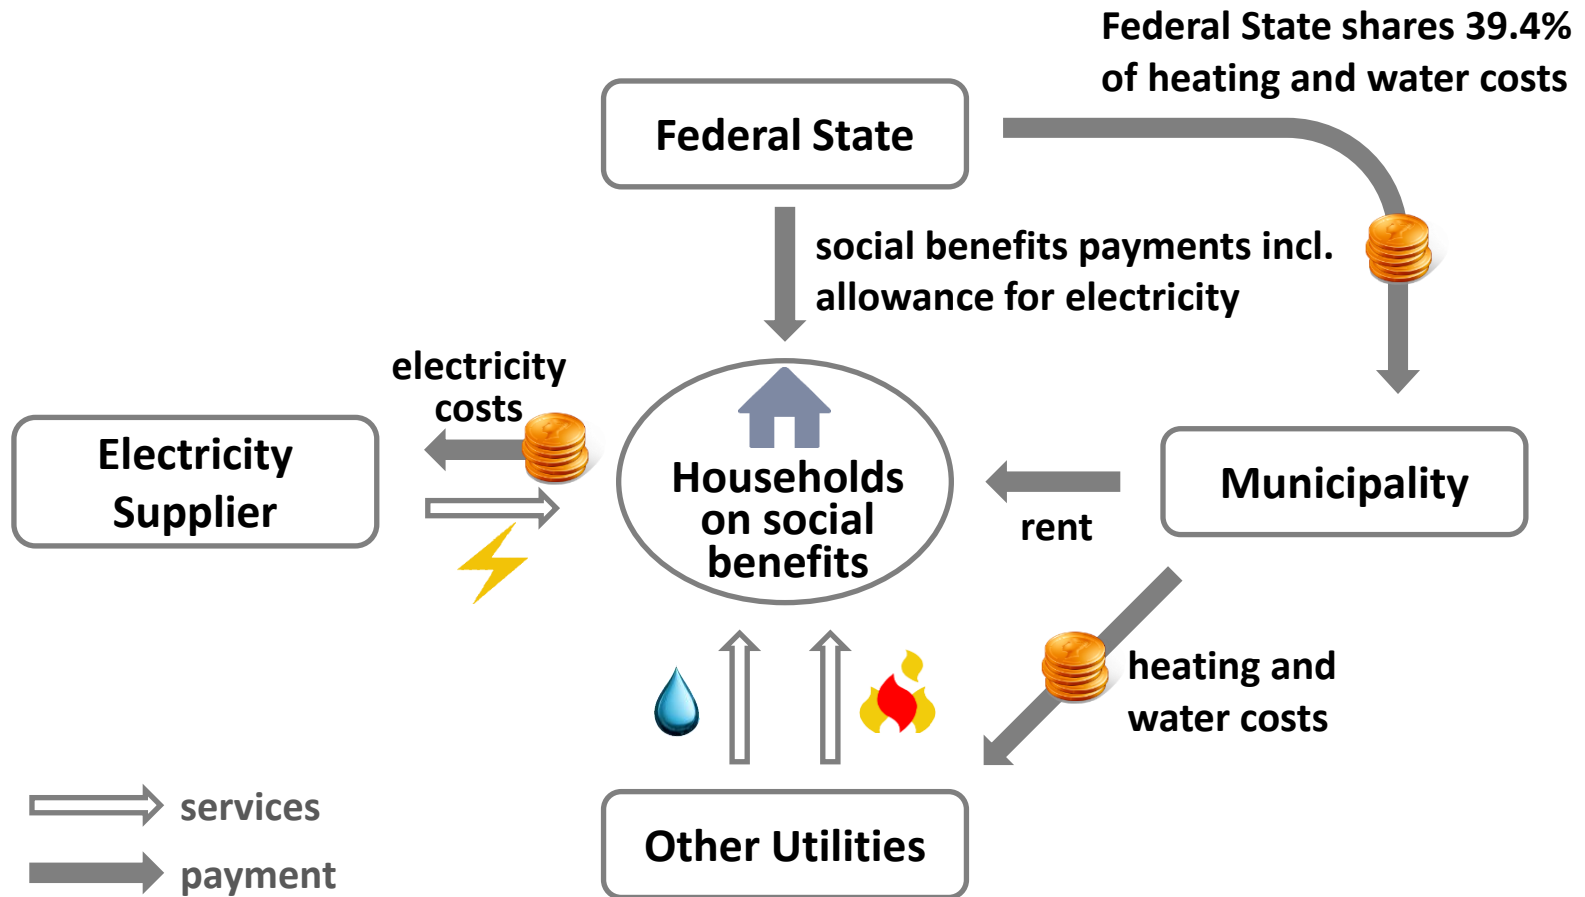 Federal State shares 39.4%
of heating and water costs
Federal State
social benefits payments incl.
allowance for electricity
electricity
costs
Electricity
Supplier
Households
on social
benefits
rent
Municipality
heating and
water costs
Other Utilities
services
payment